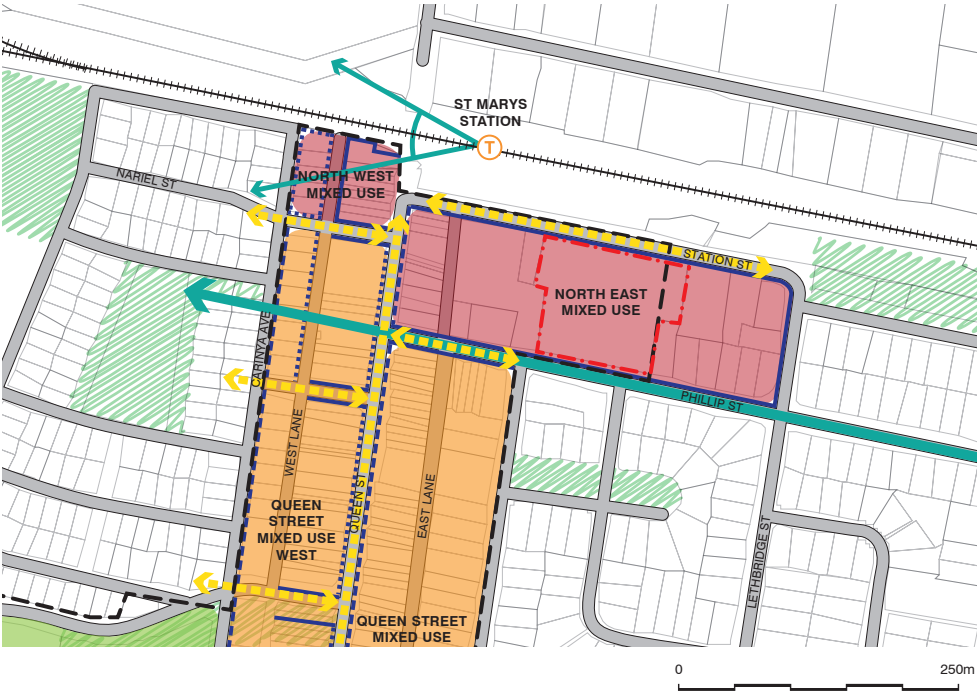 ST MARYS
STATION
T
NARIEL ST
NORTH WEST
MIXED USE
STATION ST
NORTH EAST
MIXED USE
CARINYA AVE
PHILLIP ST
WEST LANE
QUEEN ST
EAST LANE
QUEEN
STREET
MIXED USE
WEST
LETHBRIDGE ST
QUEEN STREET
MIXED USE
0
250m